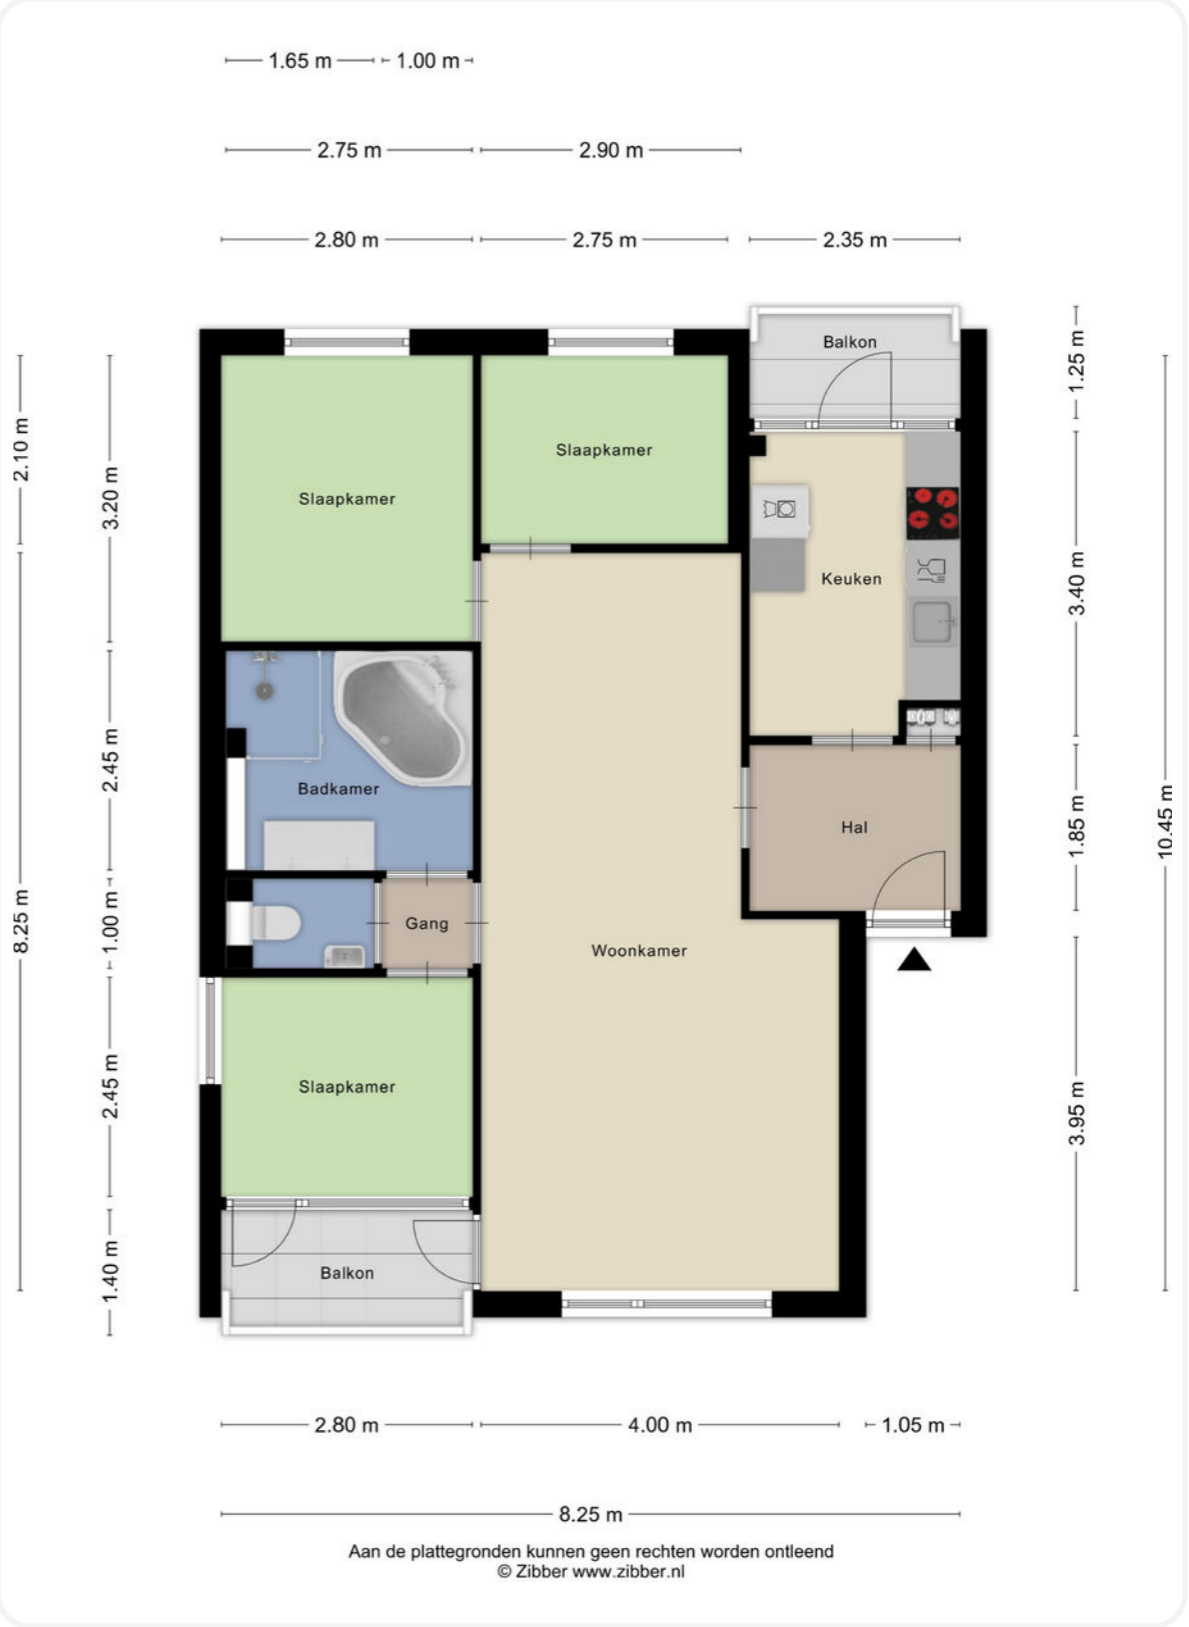 1.65 m
1.00 m
2.75 m
2.90 m
2.80 m
2.75 m
2.35 m
Balkon
1.25 m
2.10 m
3.20 m
Slaapkamer
Slaapkamer
Keuken
3.40 m
2.45 m
Badkamer
Hal
1.85 m
10.45 m
8.25 m
1.00 m
Gang
Woonkamer
2.45 m
Slaapkamer
3.95 m
1.40 m
Balkon
2.80 m
4.00 m
1.05 m
8.25 m
Aan de plattegronden kunnen geen rechten worden ontleend
© Zibber www.zibber.nl